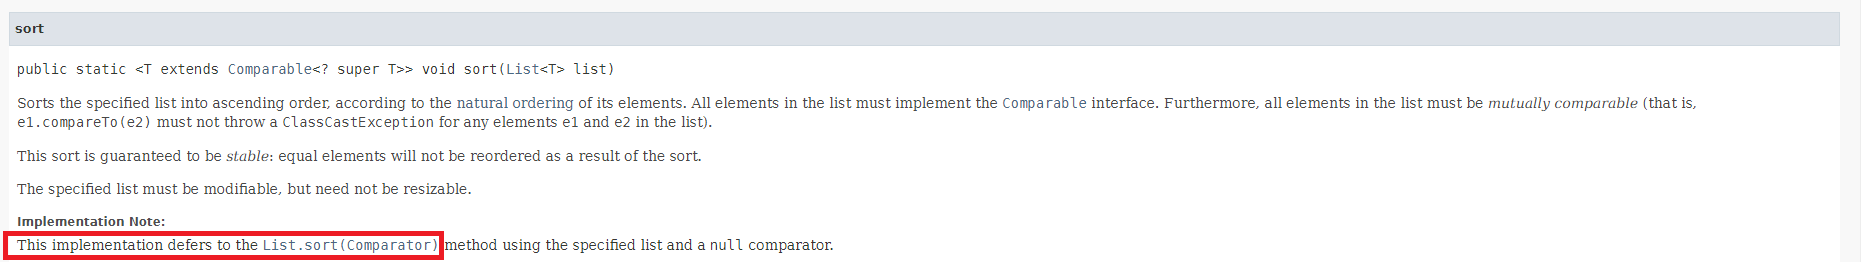 sort
public static <T extends Comparable<? super T>> void sort(List<T> list)
Sorts the specified list into ascending order, according to the natural ordering of its elements. All elements in the list must implement the Comparable interface. Furthermore, all elements in the list must be mutually comparable (that is,
e1.compareTo(e2) must not throw a ClassCastException for any elements e1 and e2 in the list).
This sort is guaranteed to be stable: equal elements will not be reordered as a result of the sort.
The specified list must be modifiable, but need not be resizable.
Implementation Note:
This implementation defers to the List.sort(Comparator) method using the specified list and a null comparator.